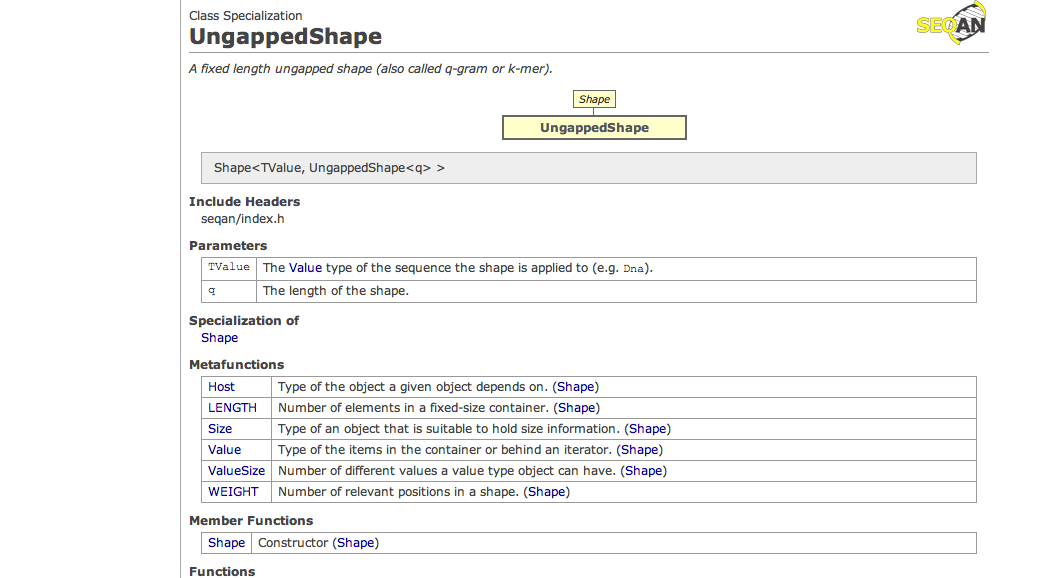 Class Specialization
UngappedShape
SEQAN
A fixed length ungapped shape (also called q-gram or k-mer).
Shape
UngappedShape
Shape<TValue, UngappedShape<q> >
Include Headers
seqan/index.h
Parameters
TValue The Value type of the sequence the shape is applied to (e.g. Dna).
q The length of the shape.
Specialization of
Shape
Metafunctions
Host Type of the object a given object depends on. (Shape)
LENGTH Number of elements in a fixed-size container. (Shape)
Size Type of an object that is suitable to hold size information. (Shape)
Value Type of the items in the container or behind an iterator. (Shape)
ValueSize Number of different values a value type object can have. (Shape)
WEIGHT Number of relevant positions in a shape. (Shape)
Member Functions
Shape Constructor (Shape)
Functions